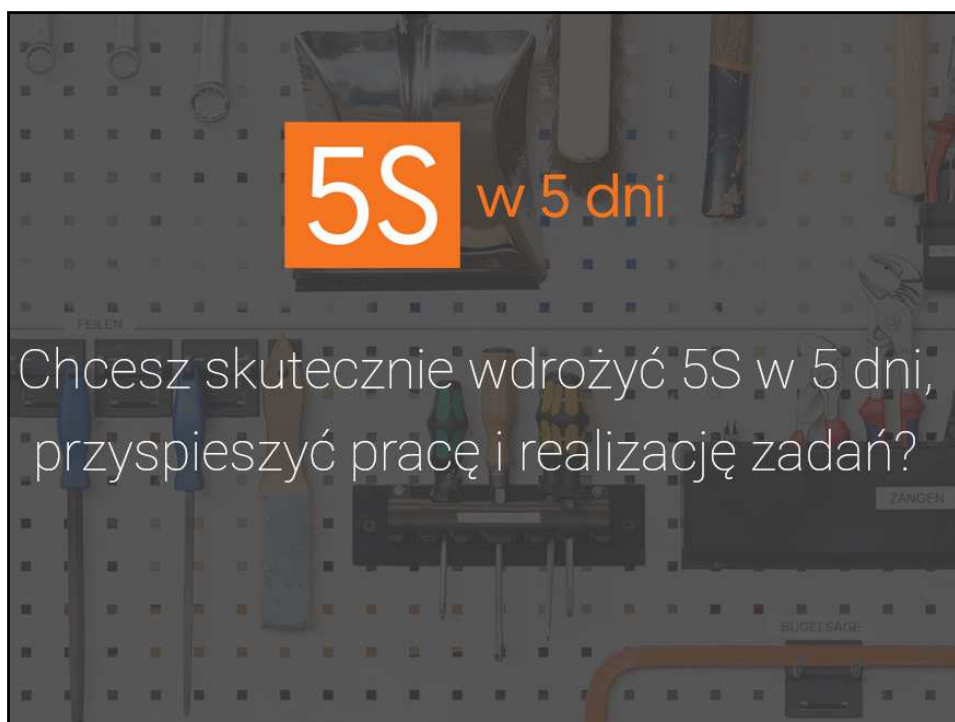 5S w 5 dni
FEILEN
Chcesz skutecznie wdrożyć 5S w 5 dni,
przyspieszyć pracę i realizację zadań?
ZANGEN
BÜGELSÄGE